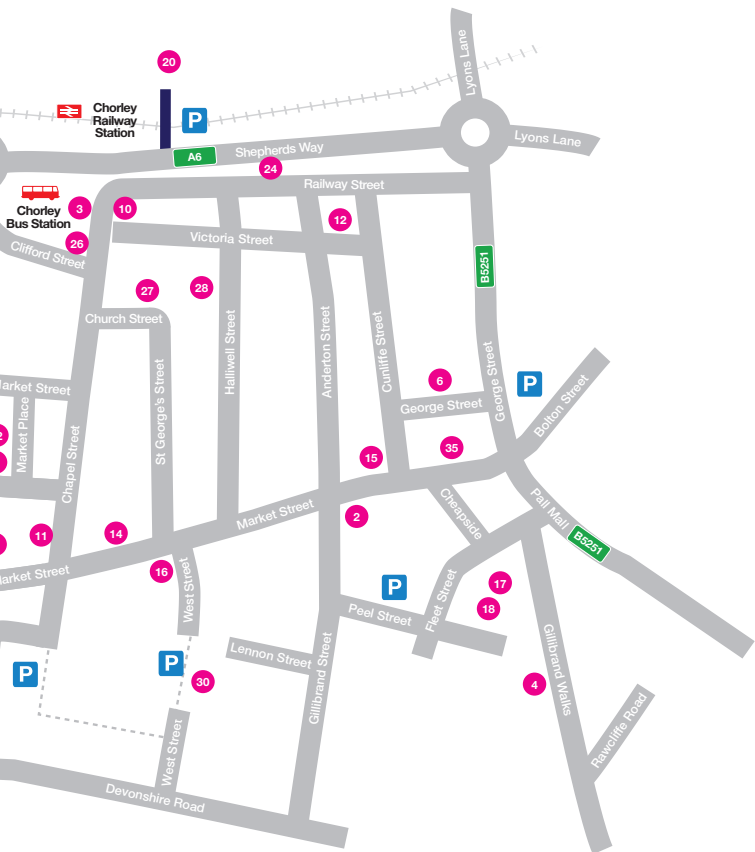 Lyons Lane
20
Chorley
Railway
Station
P
Lyons Lane
A6
Shepherds Way
24
Railway Street
Chorley
Bus Station
3
10
12
26
Clifford Street
Victoria Street
B5251
27
28
Church Street
Halliwell Street
Anderton Street
Cunliffe Street
George Street
6
P
Market Street
George Street
Bolton Street
Market Place
St George's Street
2
35
15
Chapel Street
Market Street
2
Cheapside
Pall Mall
B5251
11
14
16
Market Street
West Street
P
17
18
Peel Street
Fleet Street
Lennon Street
Gillibrand Street
Gillibrand Walks
P
P
30
4
West Street
Rawcliffe Road
Devonshire Road